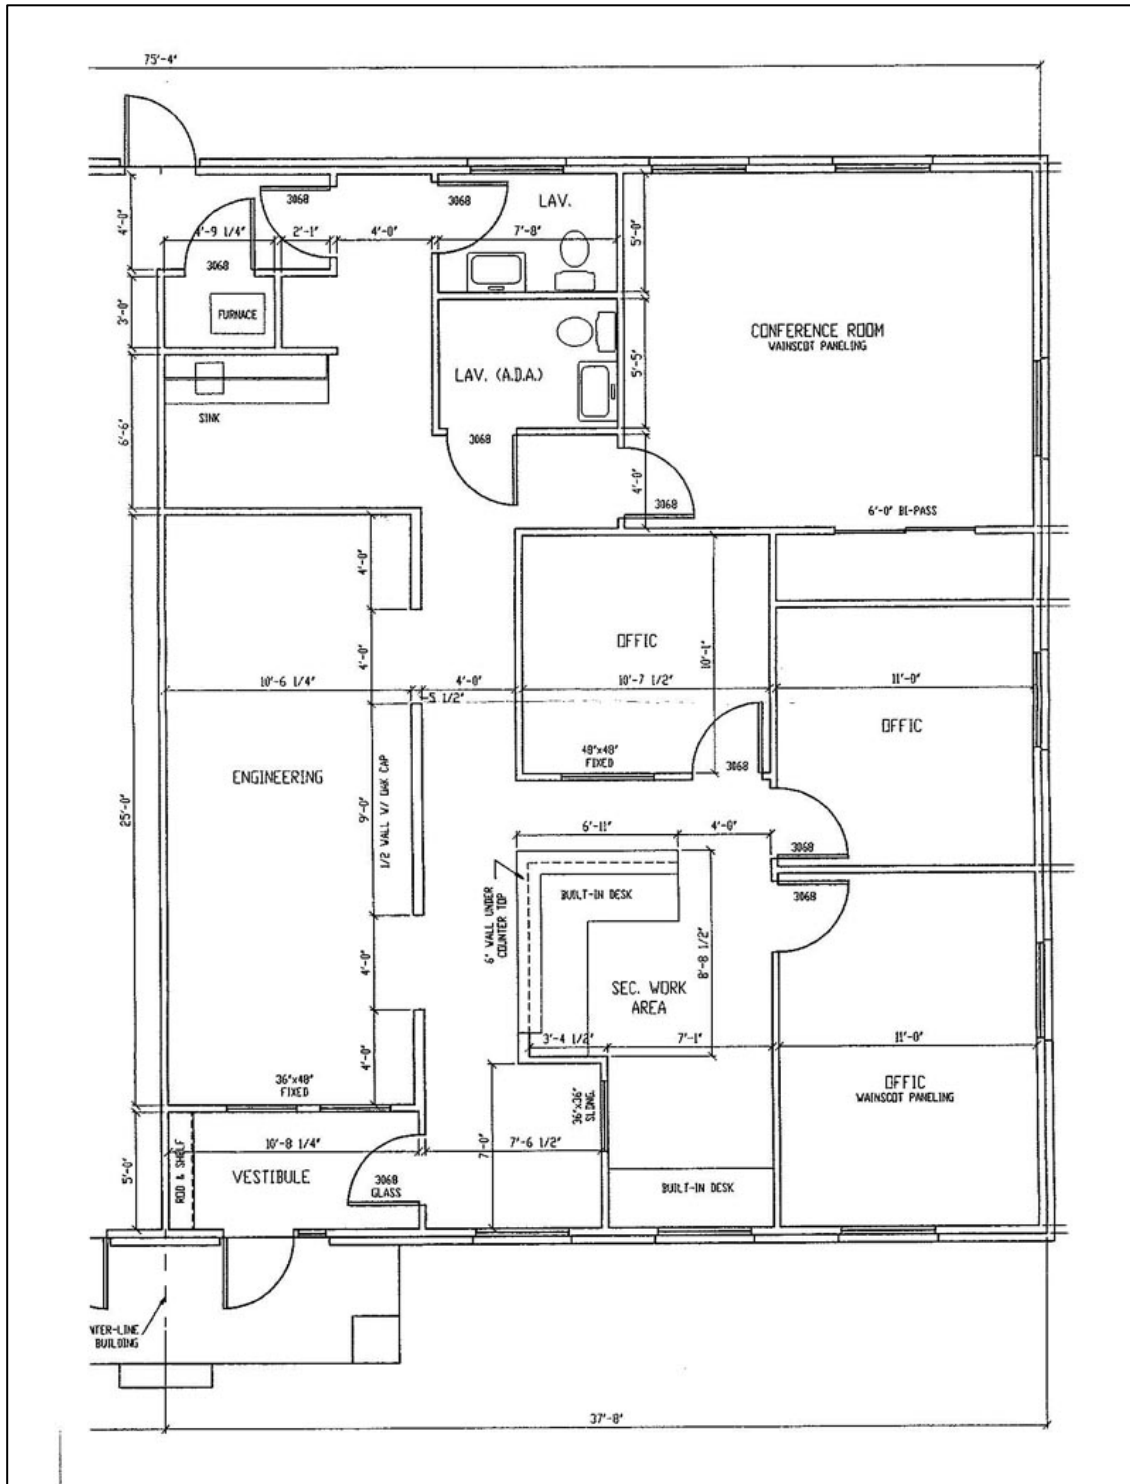 75'-4"
3068
3068
LAV.
4'-0"
4'-9 1/4"
2'-1"
4'-0"
7'-8"
5'-0"
3068
3'-0"
FURNACE
CONFERENCE ROOM
WAINSCOT PANELING
5'-5"
LAV. (A.D.A.)
SINK
6'-6"
3068
4'-0"
3068
6'-0" BI-PASS
4'-0"
OFFIC
10'-1"
4'-0"
10'-6 1/4"
4'-0"
5 1/2"
10'-7 1/2"
11'-0"
OFFIC
48"x48"
FIXED
3068
ENGINEERING
25'-0"
9'-0"
1/2 WALL W/ OAK CAP
6'-11"
4'-0"
3068
3068
BUILT-IN DESK
6" WALL UNDER
COUNTER TOP
8'-8 1/2"
4'-0"
SEC. WORK
AREA
3'-4 1/2"
7'-1"
11'-0"
4'-0"
36"x48"
FIXED
OFFIC
WAINSCOT PANELING
36"x36"
SLDNG.
10'-8 1/4"
7'-6 1/2"
7'-0"
5'-0"
ROD & SHELF
VESTIBULE
3068
GLASS
BUILT-IN DESK
NTER-LINE
BUILDING
37'-8"